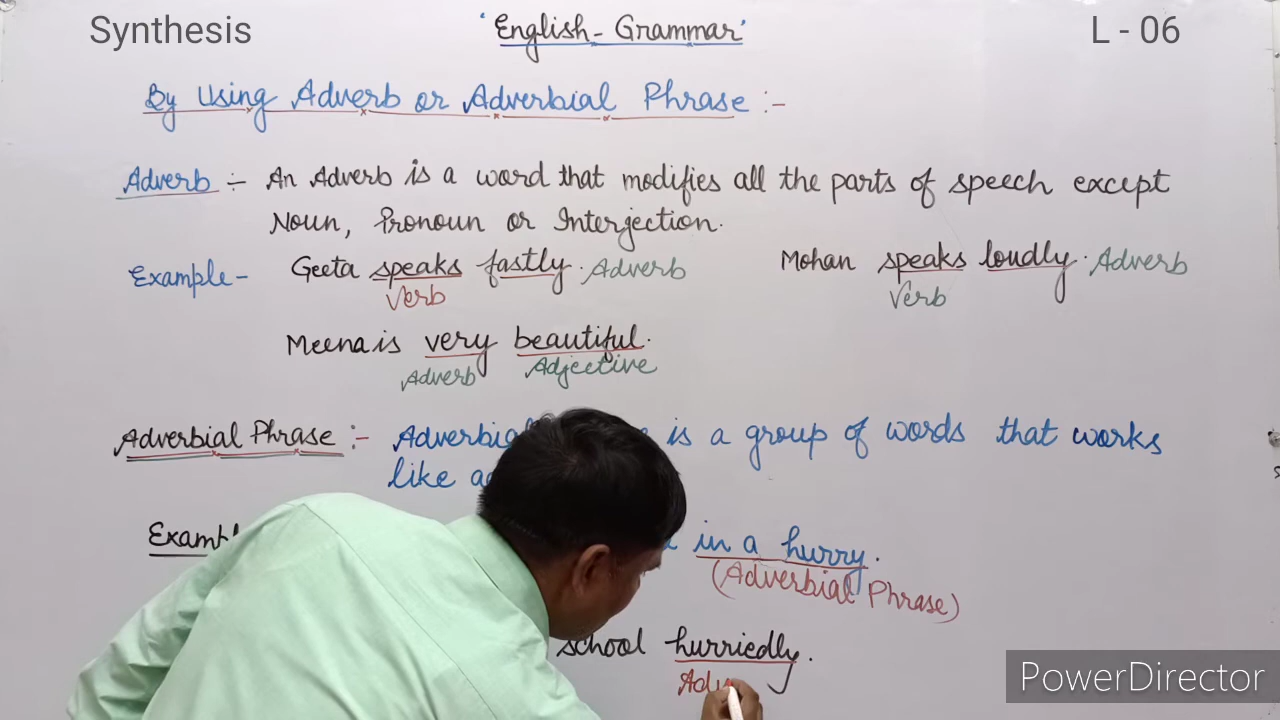 Synthesis 'English-Grammar' L - 06
By Using Adverb or Adverbial Phrase :-
Adverb :- An Adverb is a word that modifies all the parts of speech except
Noun, Pronoun or Interjection.
Example- Geeta speaks fastly. Adverb Mohan speaks loudly. Adverb
Verb Verb
Meena is very beautiful.
Adverb Adjective
Adverbial Phrase :- Adverbial is a group of words that works
like
in a hurry.
(Adverbial Phrase)
school hurriedly.
Adv
PowerDirector